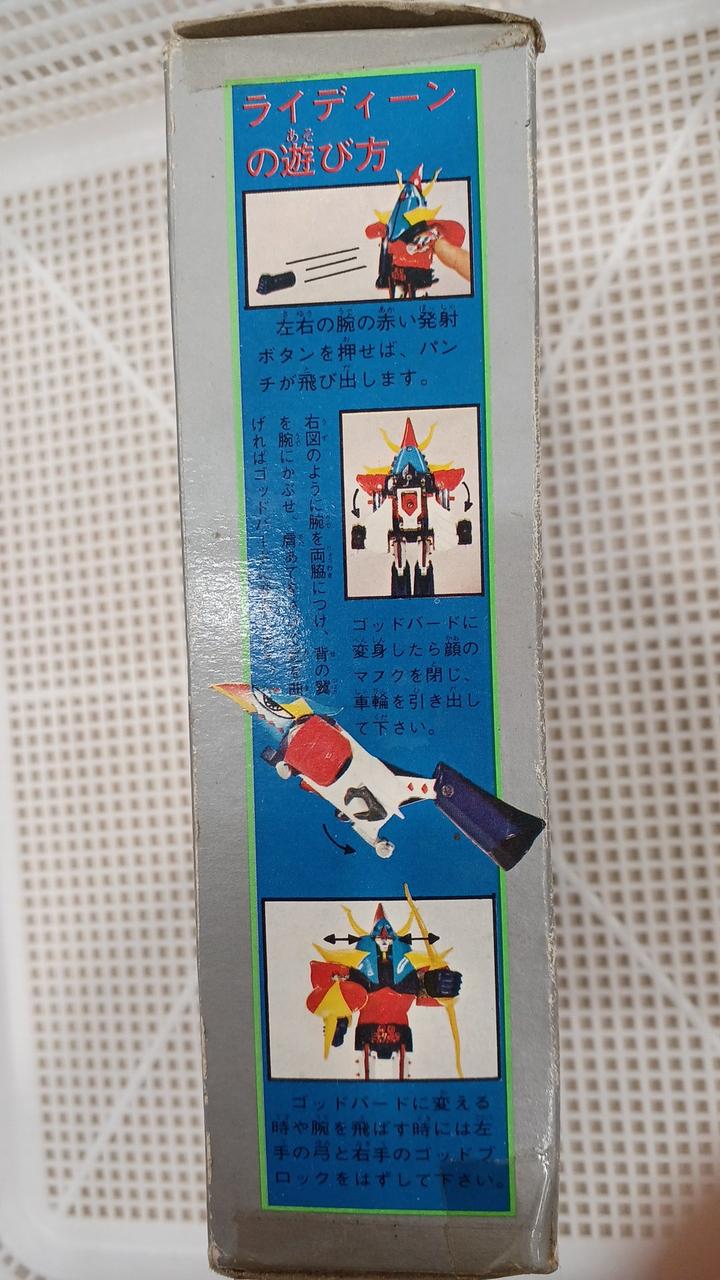 ライディーン
あそ
の遊び方
左右の腕の赤い発射
ボタンを押せば、パン
チが飛び出します。
右図のように腕を両脇につけ、背の翼
を腕にかぶせ、
げればゴッドバー
ゴッドバードに
変身したら顔の
マスクを閉じ、
車輪を引き出し
て下さい。
ゴッドバードに変える
時や腕を飛ばす時には左
手の弓と右手のゴッドブ
ロックをはずして下さい。